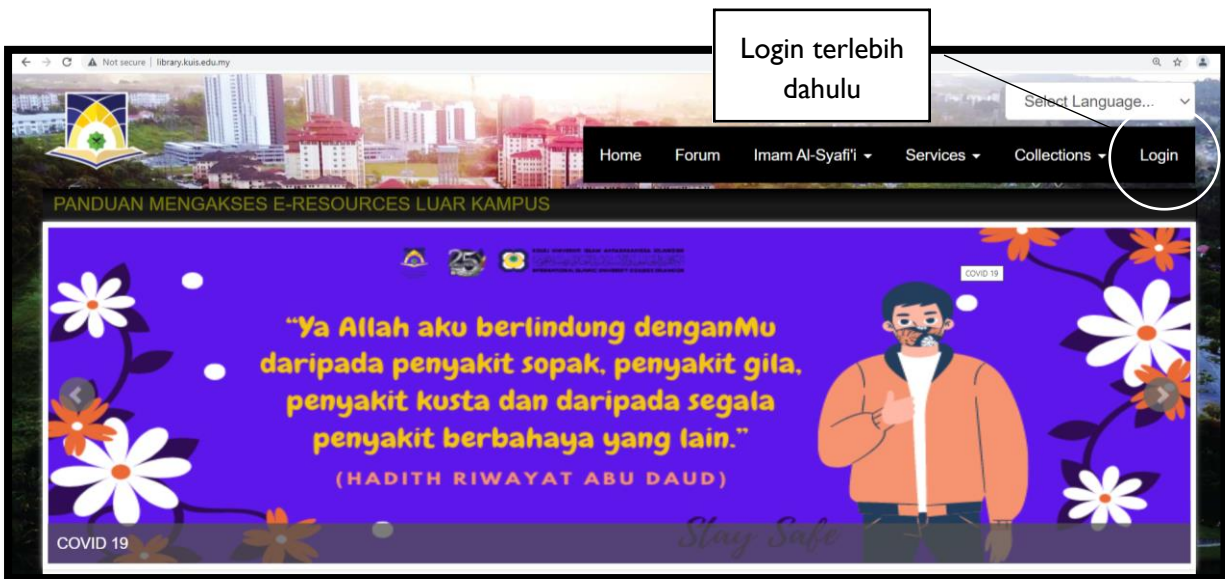 Login terlebih
dahulu
Not secure | library.kuis.edu.my
Select Language...
Home Forum Imam Al-Syafi'i Services Collections Login
PANDUAN MENGAKSES E-RESOURCES LUAR KAMPUS
25
COVID 19
"Ya Allah aku berlindung denganMu
daripada penyakit sopak, penyakit gila,
penyakit kusta dan daripada segala
penyakit berbahaya yang lain."
(HADITH RIWAYAT ABU DAUD)
Stay Safe
COVID 19